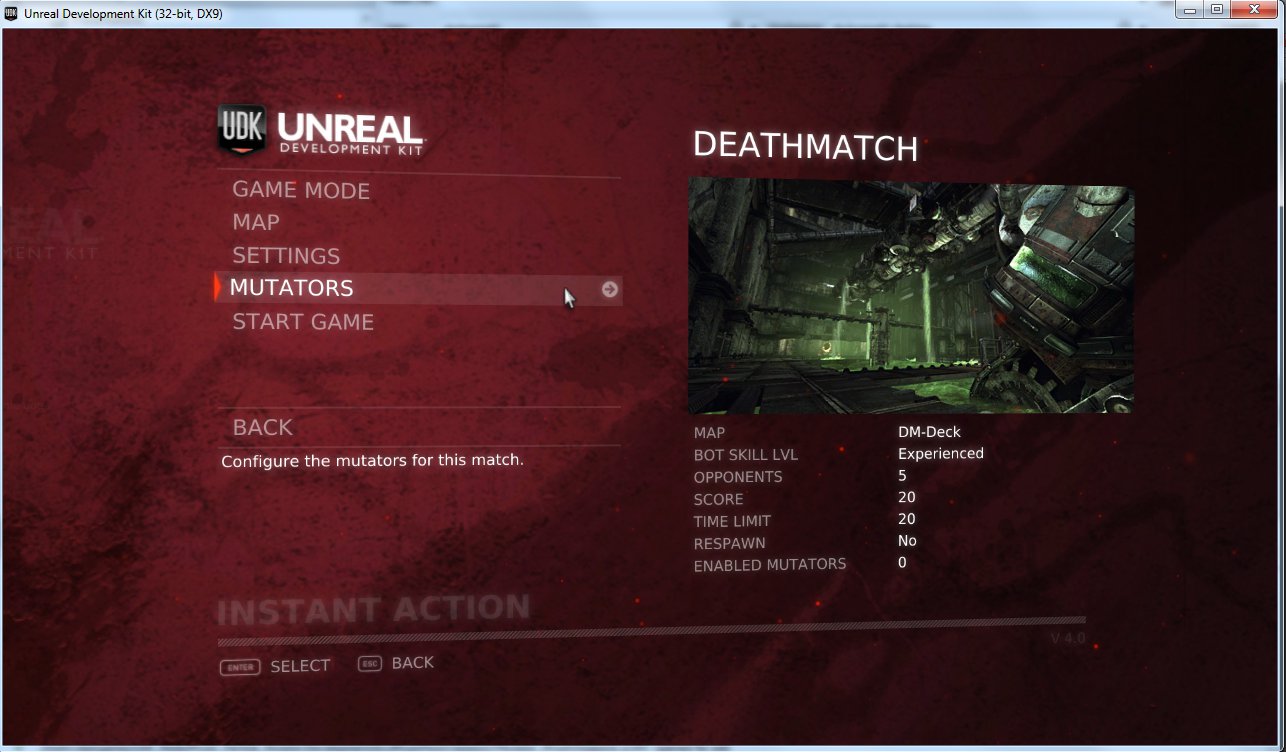 Unreal Development Kit (32-bit, DX9)
UDK UNREAL
DEVELOPMENT KIT
GAME MODE
MAP
SETTINGS
MUTATORS
START GAME
BACK
Configure the mutators for this match.
DEATHMATCH
MAP DM-Deck
BOT SKILL LVL Experienced
OPPONENTS 5
SCORE 20
TIME LIMIT 20
RESPAWN No
ENABLED MUTATORS 0
INSTANT ACTION
V 4.0
ENTER SELECT ESC BACK